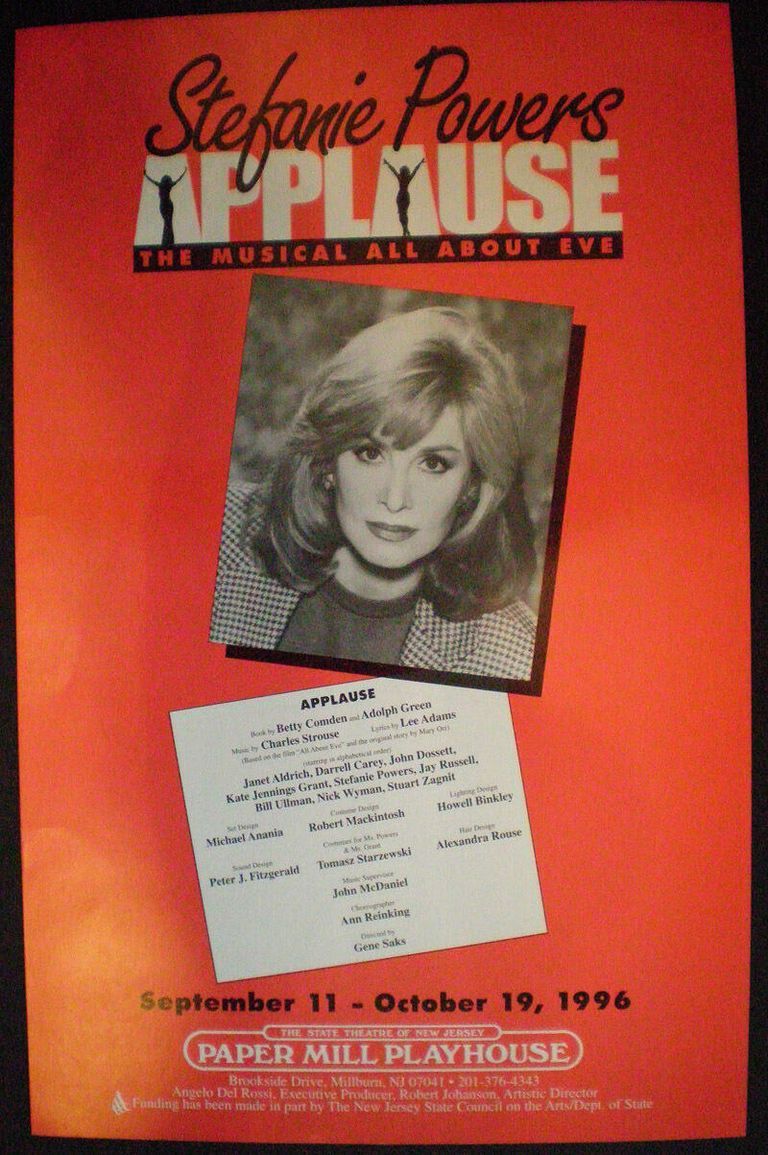 Stefanie Powers
APPLAUSE
THE MUSICAL ALL ABOUT EVE
APPLAUSE
Book by Betty Comden and Adolph Green
Music by Charles Strouse Lyrics by Lee Adams
(Based on the film "All About Eve" and the original story by Mary Orr)
(starring in alphabetical order)
Janet Aldrich, Darrell Carey, John Dossett,
Kate Jennings Grant, Stefanie Powers, Jay Russell,
Bill Ullman, Nick Wyman, Stuart Zagnit
Set Design
Michael Anania
Costume Design
Robert Mackintosh
Lighting Design
Howell Binkley
Sound Design
Peter J. Fitzgerald
Costumes for Ms. Powers
& Ms. Grant
Tomasz Starzewski
Hair Design
Alexandra Rouse
Music Supervisor
John McDaniel
Choreographer
Ann Reinking
Directed by
Gene Saks
September 11 - October 19, 1996
THE STATE THEATRE OF NEW JERSEY
PAPER MILL PLAYHOUSE
Brookside Drive, Millburn, NJ 07041 • 201-376-4343
Angelo Del Rossi, Executive Producer, Robert Johanson, Artistic Director
Funding has been made in part by The New Jersey State Council on the Arts/Dept. of State